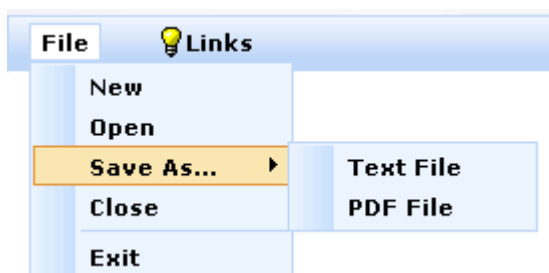 File Links
New
Open
Save As... Text File
Close PDF File
Exit